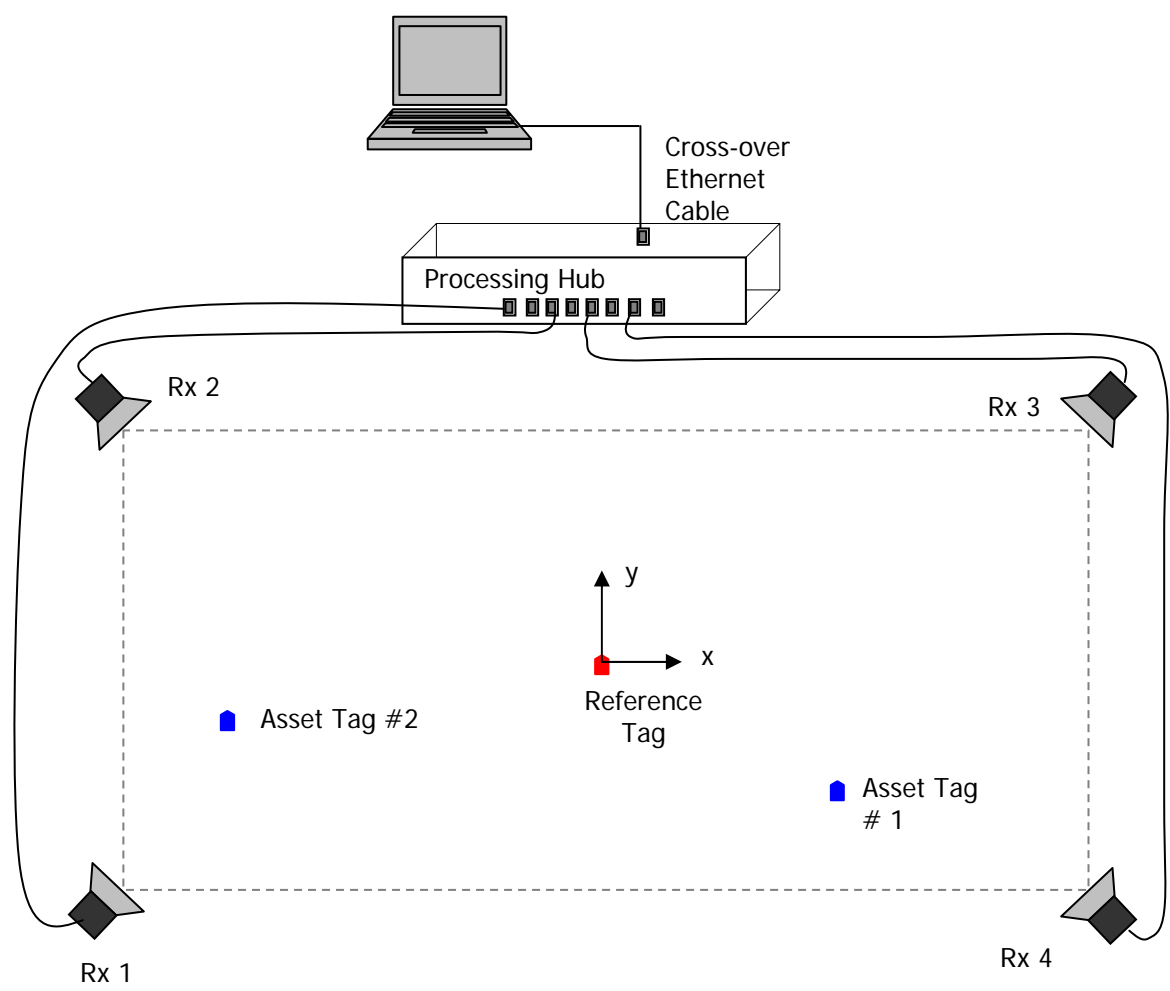 Cross-over
Ethernet
Cable
Processing Hub
Rx 2
Rx 3
y
x
Reference
Tag
Asset Tag #2
Asset Tag
# 1
Rx 4
Rx 1